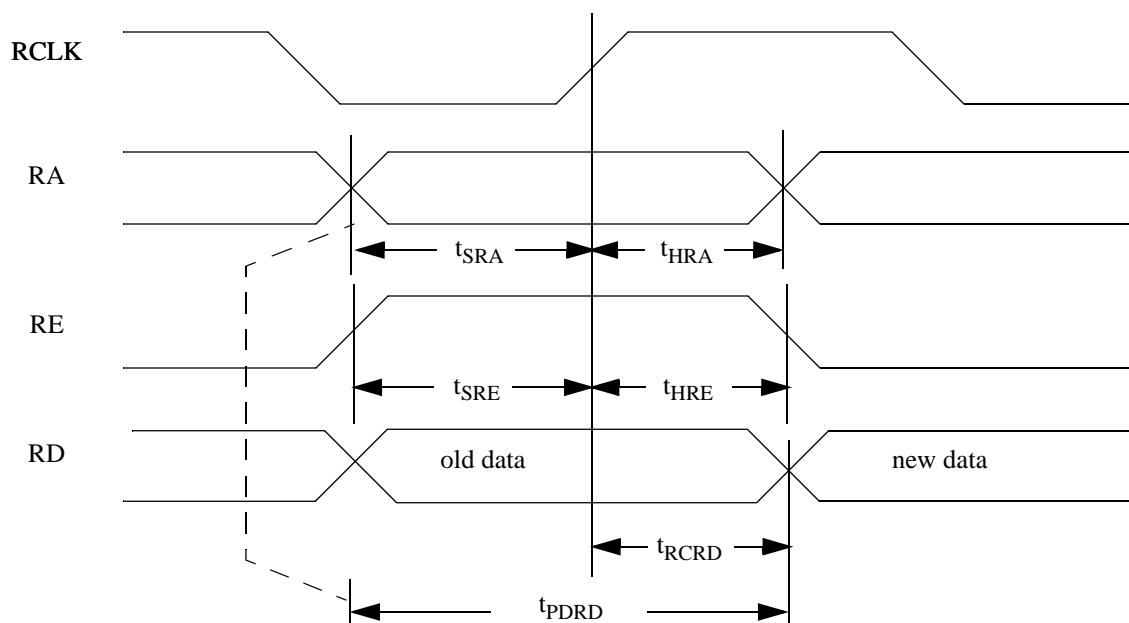 RCLK
RA
tSRA
tHRA
RE
tSRE
tHRE
RD
old data
new data
tRCRD
tPDRD